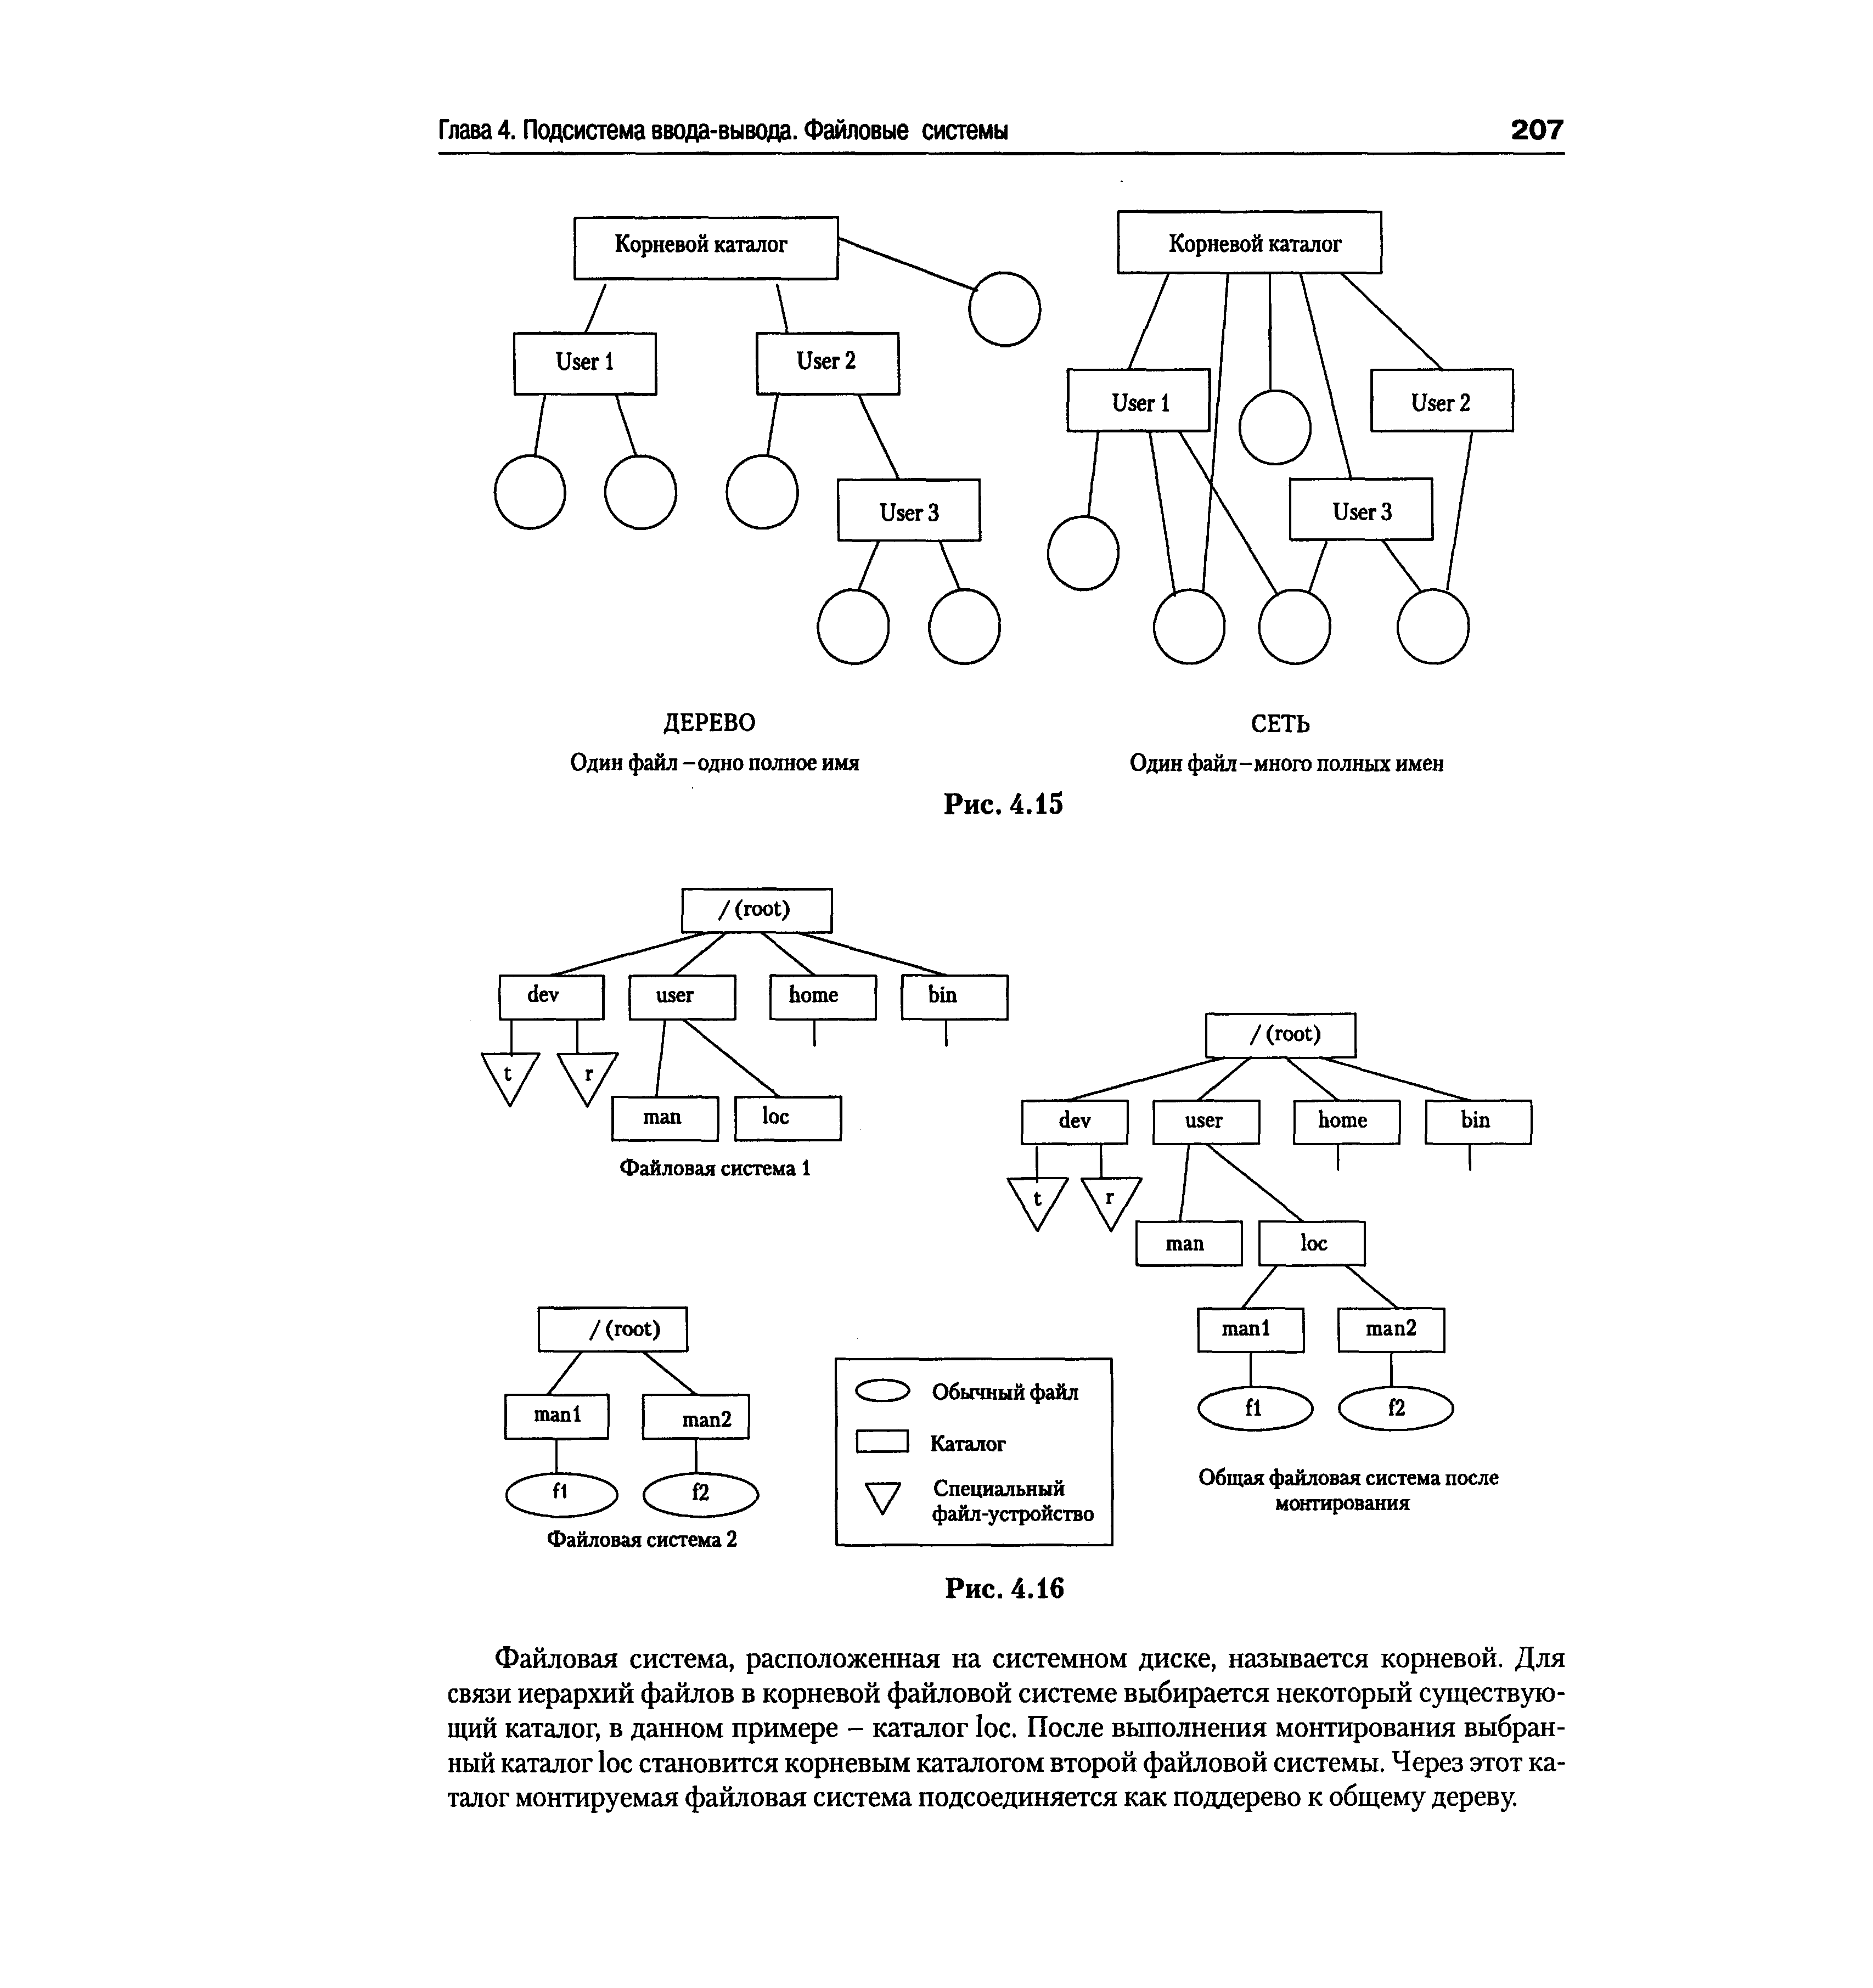 Глава 4. Подсистема ввода-вывода. Файловые системы 207
Корневой каталог
User 1
User 2
User 3
ДЕРЕВО
Один файл – одно полное имя
Корневой каталог
User 1
User 2
User 3
СЕТЬ
Один файл – много полных имен
Рис. 4.15
/ (root)
dev
user
home
bin
t
r
man
loc
Файловая система 1
/ (root)
man1
man2
f1
f2
Файловая система 2
Обычный файл
Каталог
Специальный
файл-устройство
/ (root)
dev
user
home
bin
t
r
man
loc
man1
man2
f1
f2
Общая файловая система после
монтирования
Рис. 4.16
Файловая система, расположенная на системном диске, называется корневой. Для
связи иерархий файлов в корневой файловой системе выбирается некоторый существую-
щий каталог, в данном примере – каталог loc. После выполнения монтирования выбран-
ный каталог loc становится корневым каталогом второй файловой системы. Через этот ка-
талог монтируемая файловая система подсоединяется как поддерево к общему дереву.